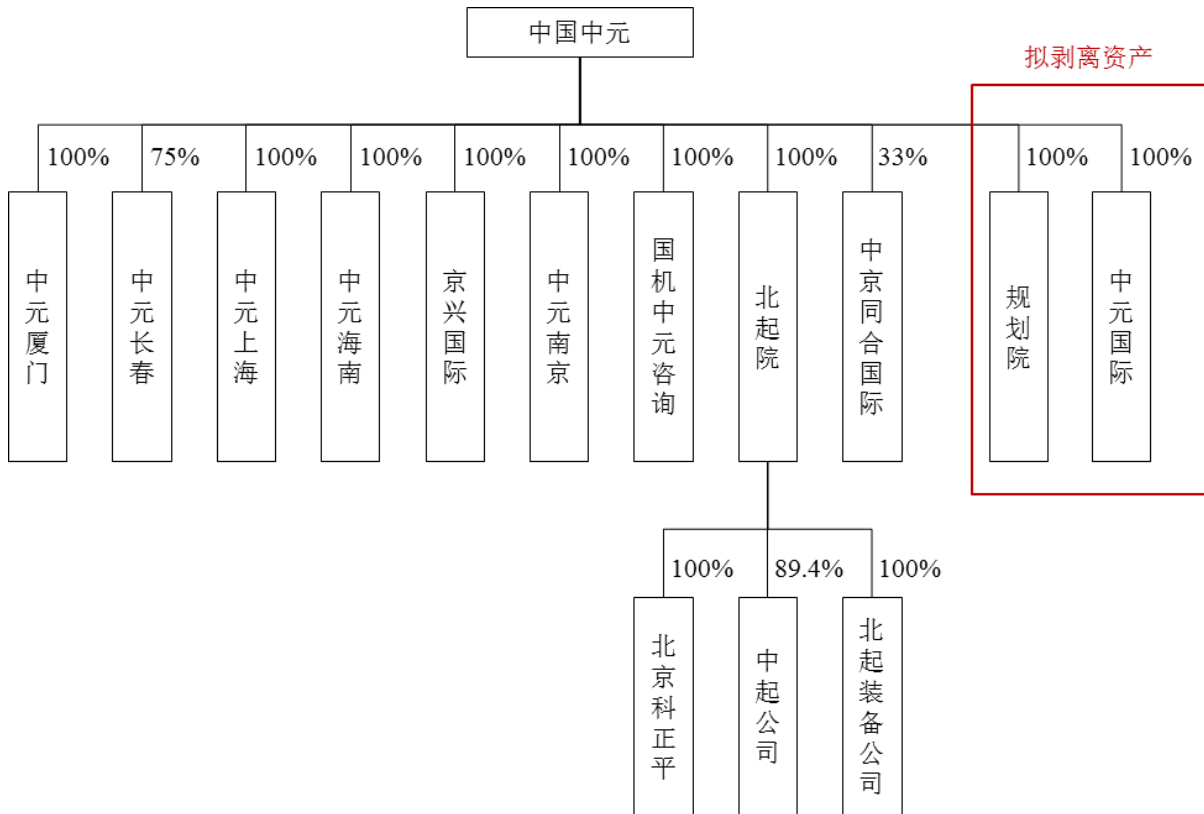 中国中元
拟剥离资产
100%
75%
100%
100%
100%
100%
100%
100%
33%
100%
100%
中元厦门
中元长春
中元上海
中元海南
京兴国际
中元南京
国机中元咨询
北起院
中京同合国际
规划院
中元国际
100%
89.4%
100%
北京科正平
中起公司
北起装备公司